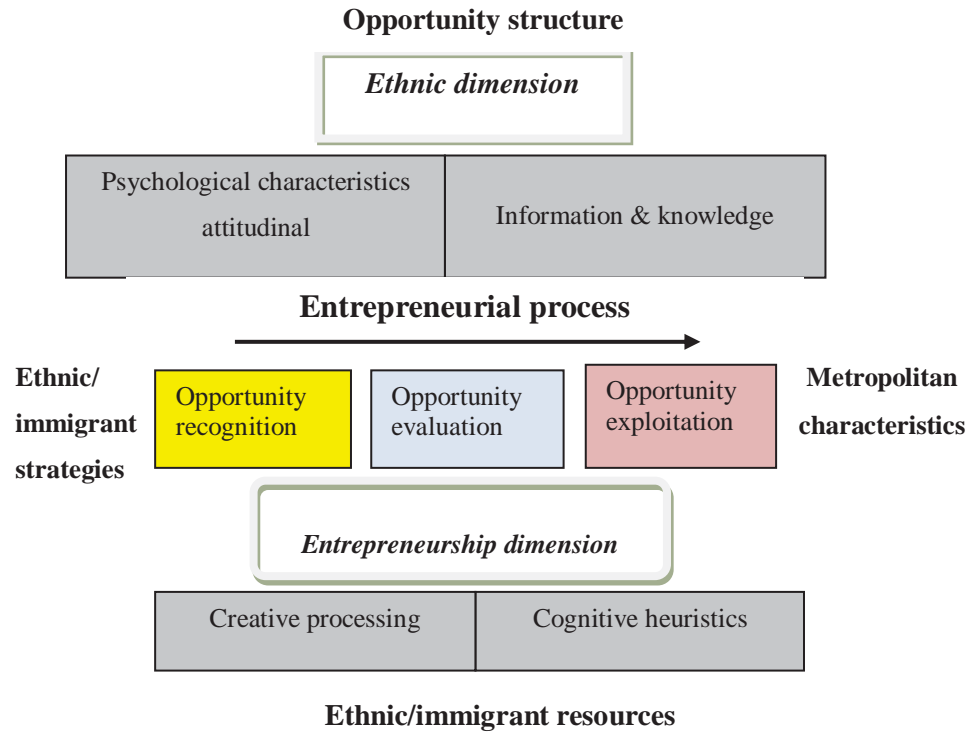 Opportunity structure
Ethnic dimension
Psychological characteristics
attitudinal
Information & knowledge
Entrepreneurial process
Ethnic/
immigrant
strategies
Opportunity
recognition
Opportunity
evaluation
Opportunity
exploitation
Metropolitan
characteristics
Entrepreneurship dimension
Creative processing
Cognitive heuristics
Ethnic/immigrant resources